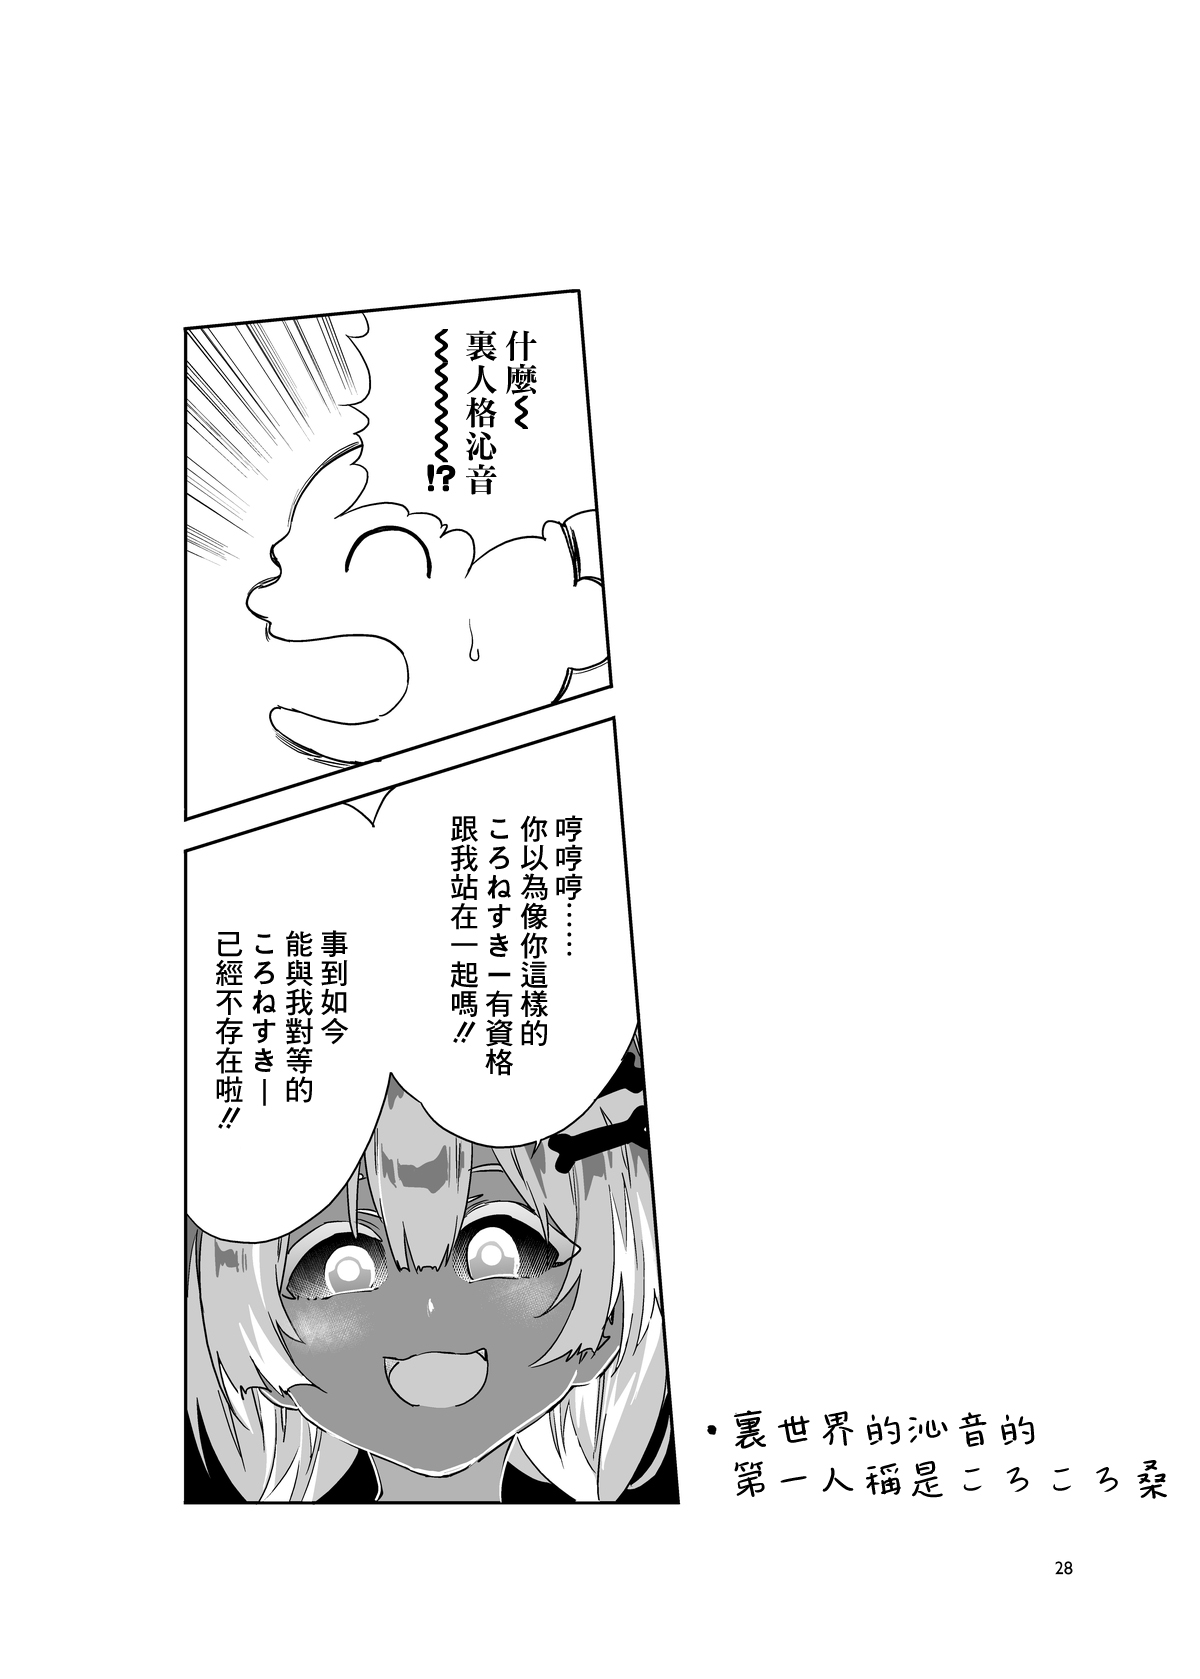 什麼～
裏人格沁音
～～～⁉
哼哼哼……
你以為像你這樣的
ころねすきー有資格
跟我站在一起嗎‼
事到如今
能與我對等的
ころねすきー
已經不存在啦‼
・裏世界的沁音的
第一人稱是ころころ桑
28